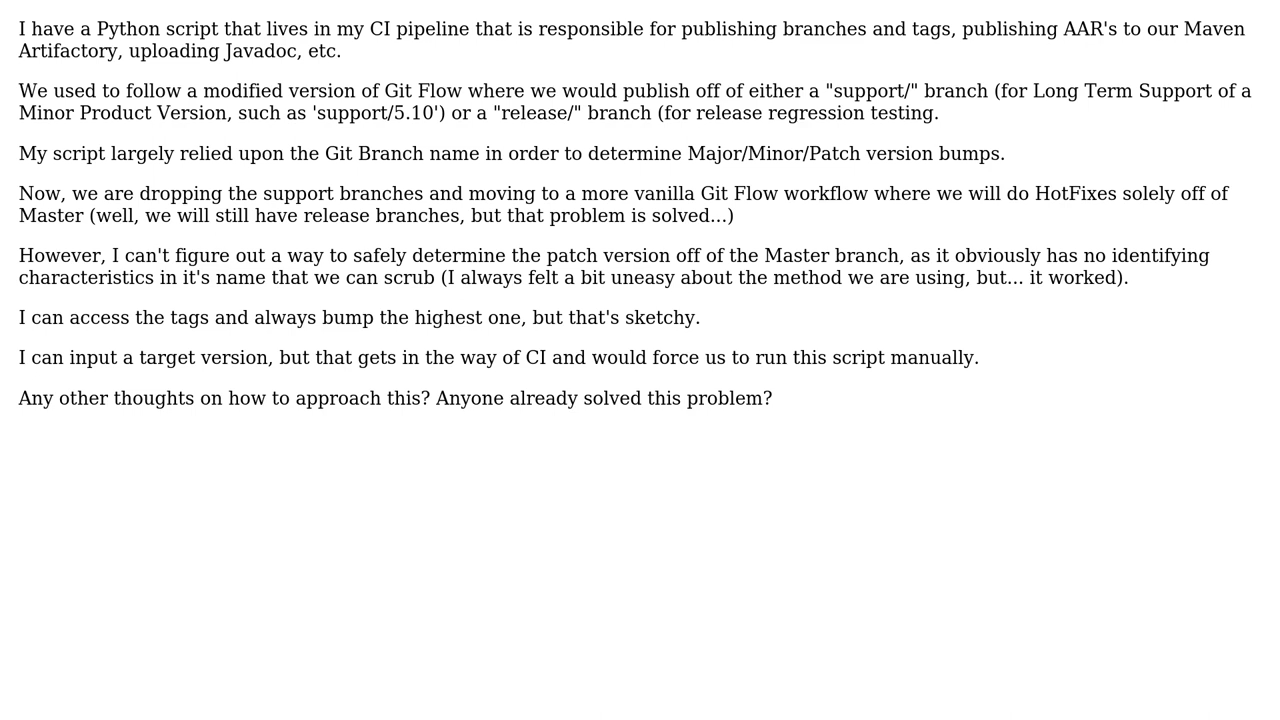 I have a Python script that lives in my CI pipeline that is responsible for publishing branches and tags, publishing AAR's to our Maven
Artifactory, uploading Javadoc, etc.
We used to follow a modified version of Git Flow where we would publish off of either a "support/" branch (for Long Term Support of a
Minor Product Version, such as 'support/5.10') or a "release/" branch (for release regression testing.
My script largely relied upon the Git Branch name in order to determine Major/Minor/Patch version bumps.
Now, we are dropping the support branches and moving to a more vanilla Git Flow workflow where we will do HotFixes solely off of
Master (well, we will still have release branches, but that problem is solved...)
However, I can't figure out a way to safely determine the patch version off of the Master branch, as it obviously has no identifying
characteristics in it's name that we can scrub (I always felt a bit uneasy about the method we are using, but... it worked).
I can access the tags and always bump the highest one, but that's sketchy.
I can input a target version, but that gets in the way of CI and would force us to run this script manually.
Any other thoughts on how to approach this? Anyone already solved this problem?